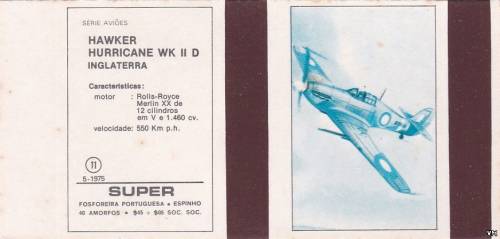 SÉRIE AVIÕES
HAWKER
HURRICANE WK II D
INGLATERRA
Características:
motor : Rolls-Royce
Merlin XX de
12 cilindros
em V e 1.460 cv.
velocidade: 550 Km p.h.
11
5-1975
SUPER
FOSFOREIRA PORTUGUESA • ESPINHO
40 AMORFOS • $45 - $05 SOC. SOC.